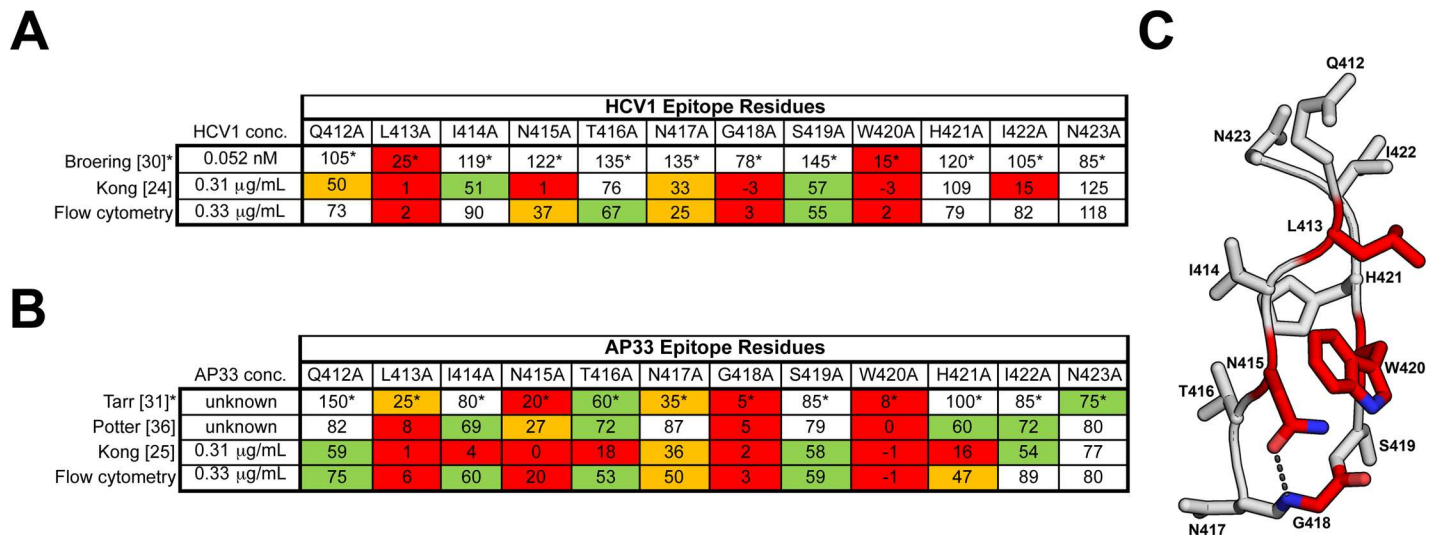 A
HCV1 Epitope Residues
HCV1 conc. Q412A L413A I414A N415A T416A N417A G418A S419A W420A H421A I422A N423A
Broering [30]* 0.052 nM 105* 25* 119* 122* 135* 135* 78* 145* 15* 120* 105* 85*
Kong [24] 0.31 μg/mL 50 1 51 1 76 33 -3 57 -3 109 15 125
Flow cytometry 0.33 μg/mL 73 2 90 37 67 25 3 55 2 79 82 118
B
AP33 Epitope Residues
AP33 conc. Q412A L413A I414A N415A T416A N417A G418A S419A W420A H421A I422A N423A
Tarr [31]* unknown 150* 25* 80* 20* 60* 35* 5* 85* 8* 100* 85* 75*
Potter [36] unknown 82 8 69 27 72 87 5 79 0 60 72 80
Kong [25] 0.31 μg/mL 59 1 4 0 18 36 2 58 -1 16 54 77
Flow cytometry 0.33 μg/mL 75 6 60 20 53 50 3 59 -1 47 89 80
C
Q412
N423
I422
L413
I414
H421
N415
W420
T416
S419
N417
G418